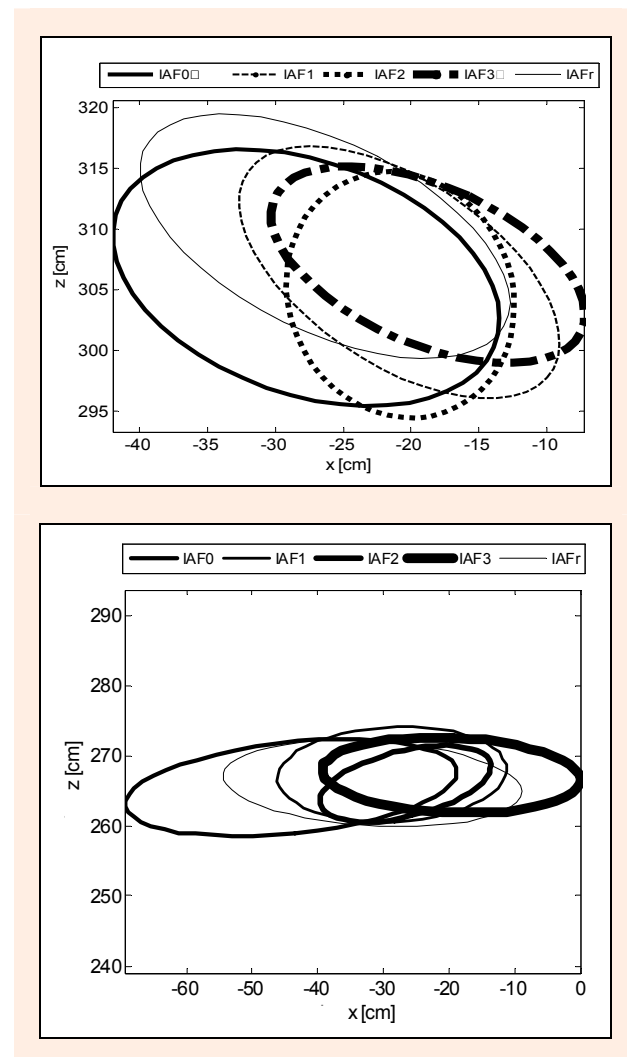 IAF0□ IAF1 IAF2 IAF3□ IAFr
320
315
310
305
300
295
z [cm]
-40 -35 -30 -25 -20 -15 -10
x [cm]
IAF0 IAF1 IAF2 IAF3 IAFr
290
280
270
260
250
240
z [cm]
-60 -50 -40 -30 -20 -10 0
x [cm]